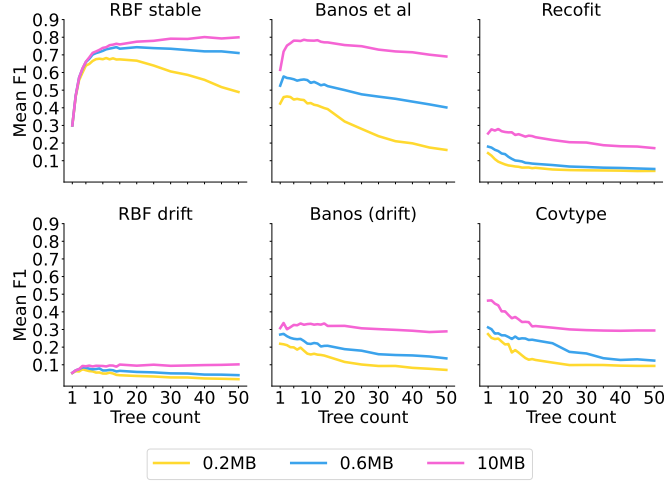 RBF stable
Banos et al
Recofit
Mean F1
0.9
0.8
0.7
0.6
0.5
0.4
0.3
0.2
0.1
RBF drift
Banos (drift)
Covtype
Mean F1
0.9
0.8
0.7
0.6
0.5
0.4
0.3
0.2
0.1
1 10 20 30 40 50
1 10 20 30 40 50
1 10 20 30 40 50
Tree count
Tree count
Tree count
0.2MB 0.6MB 10MB